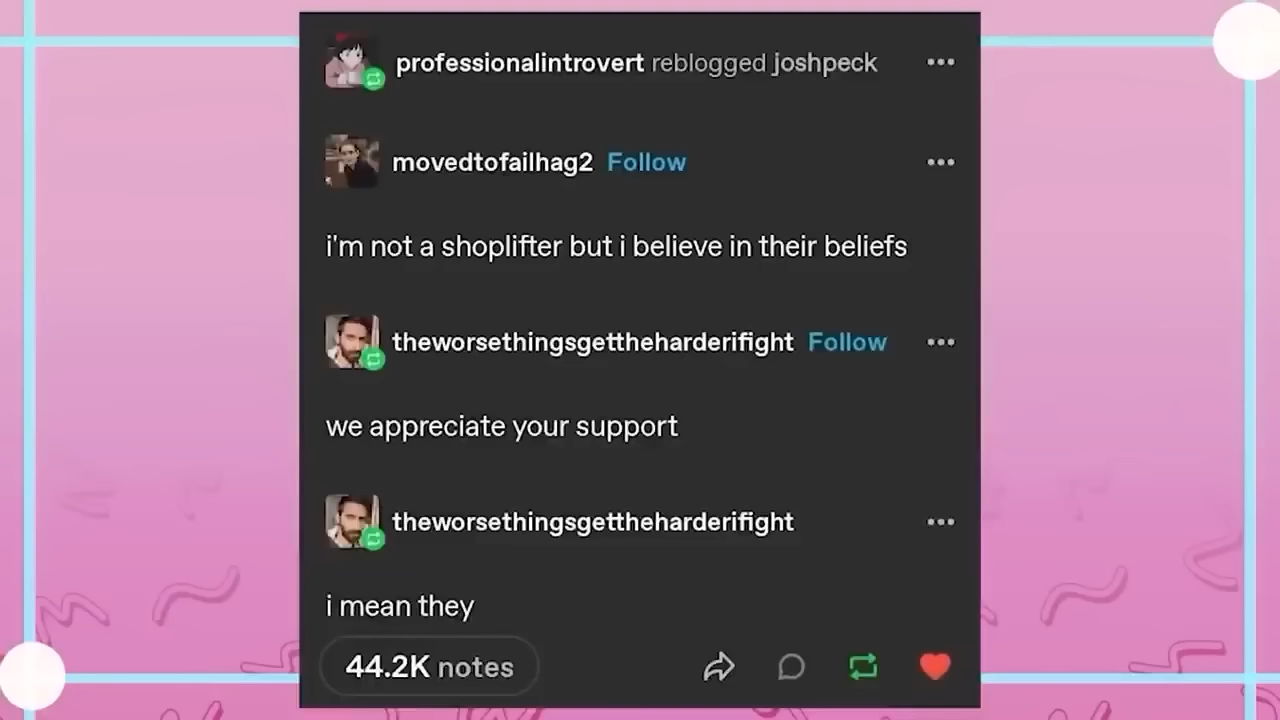 professionalintrovert reblogged joshpeck
movedtofailhag2 Follow
i'm not a shoplifter but i believe in their beliefs
theworsethingsgettheharderifight Follow
we appreciate your support
theworsethingsgettheharderifight
i mean they
44.2K notes